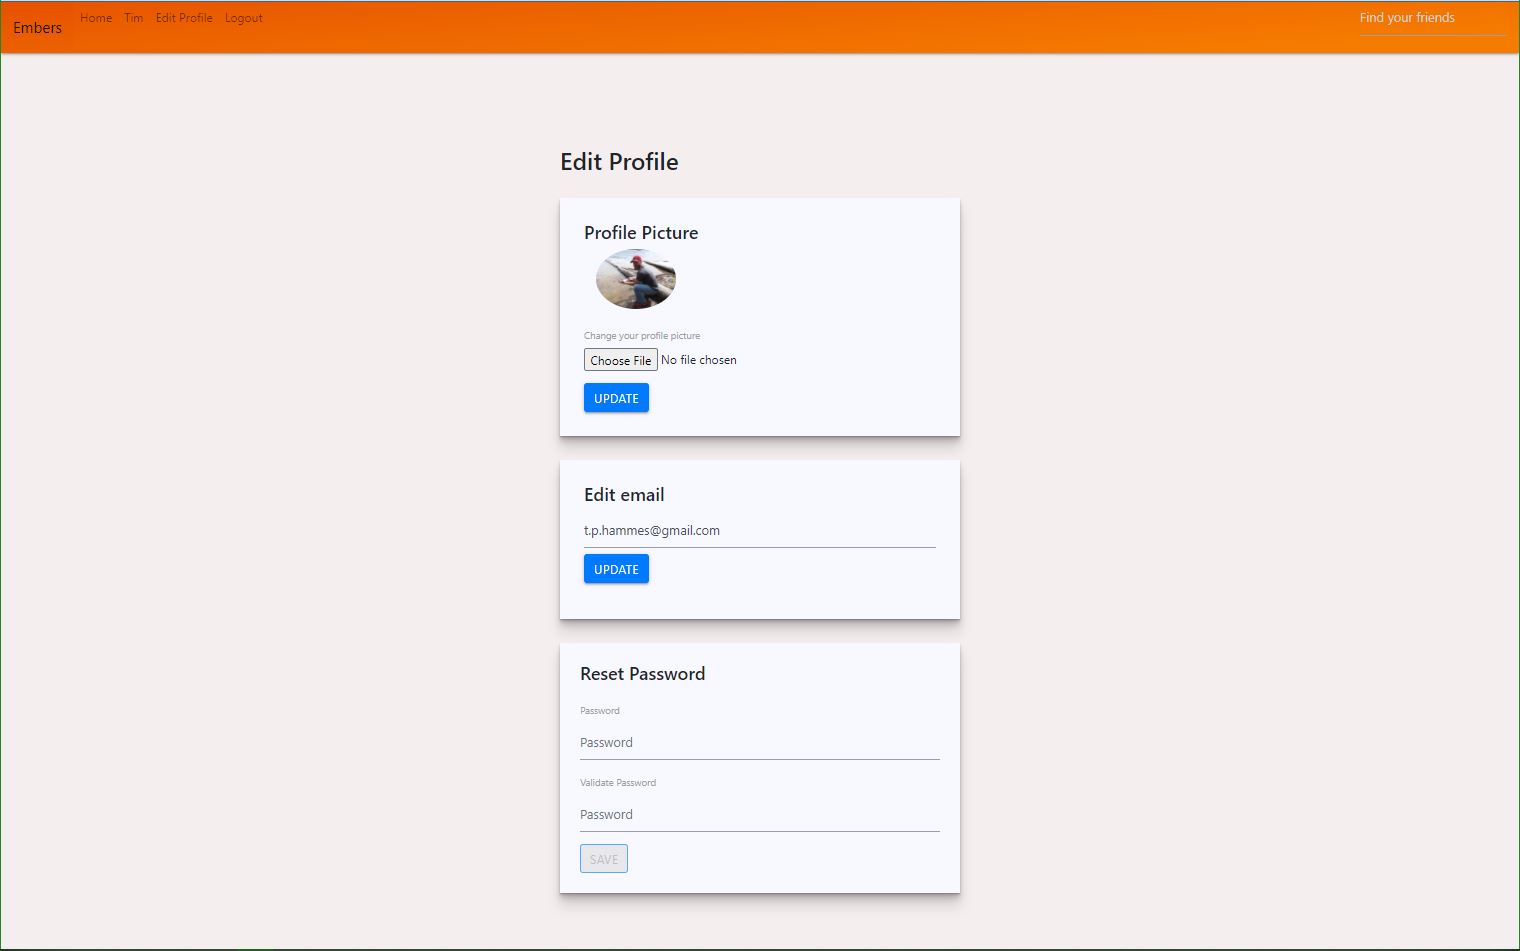 Embers
Home Tim Edit Profile Logout
Find your friends
Edit Profile
Profile Picture
Change your profile picture
Choose File No file chosen
UPDATE
Edit email
t.p.hammes@gmail.com
UPDATE
Reset Password
Password
Password
Validate Password
Password
SAVE